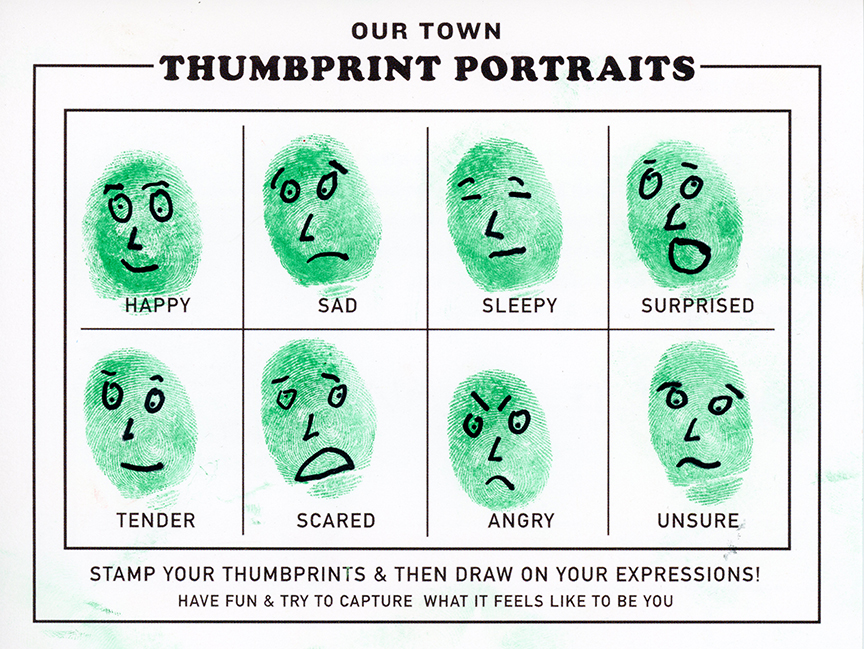 OUR TOWN
THUMBPRINT PORTRAITS
HAPPY SAD SLEEPY SURPRISED
TENDER SCARED ANGRY UNSURE
STAMP YOUR THUMBPRINTS & THEN DRAW ON YOUR EXPRESSIONS!
HAVE FUN & TRY TO CAPTURE WHAT IT FEELS LIKE TO BE YOU